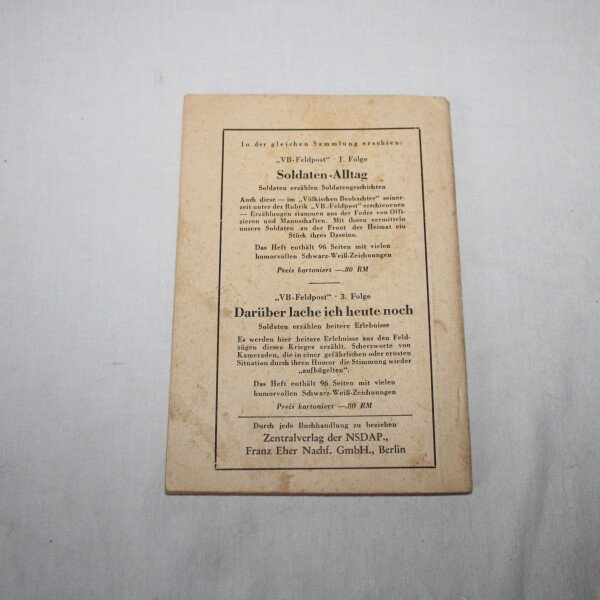 In der gleichen Sammlung erschien:
„VB-Feldpost" · 1. Folge
Soldaten-Alltag
Soldaten erzählen Soldatengeschichten
Auch diese — im „Völkischen Beobachter" seiner-
zeit unter der Rubrik „VB.-Feldpost" erschienenen
— Erzählungen stammen aus der Feder von Offi-
zieren und Mannschaften. Mit ihnen vermitteln
unsere Soldaten an der Front der Heimat ein
Stück ihres Daseins.
Das Heft enthält 96 Seiten mit vielen
humorvollen Schwarz-Weiß-Zeichnungen
Preis kartoniert —.80 RM
„VB-Feldpost" · 3. Folge
Darüber lache ich heute noch
Soldaten erzählen heitere Erlebnisse
Es werden hier heitere Erlebnisse aus den Feld-
zügen dieses Krieges erzählt. Scherzworte von
Kameraden, die in einer gefährlichen oder ernsten
Situation durch ihren Humor die Stimmung wieder
„aufbügelten".
Das Heft enthält 96 Seiten mit vielen
humorvollen Schwarz-Weiß-Zeichnungen
Preis kartoniert —.80 RM
Durch jede Buchhandlung zu beziehen
Zentralverlag der NSDAP.,
Franz Eher Nachf. GmbH., Berlin